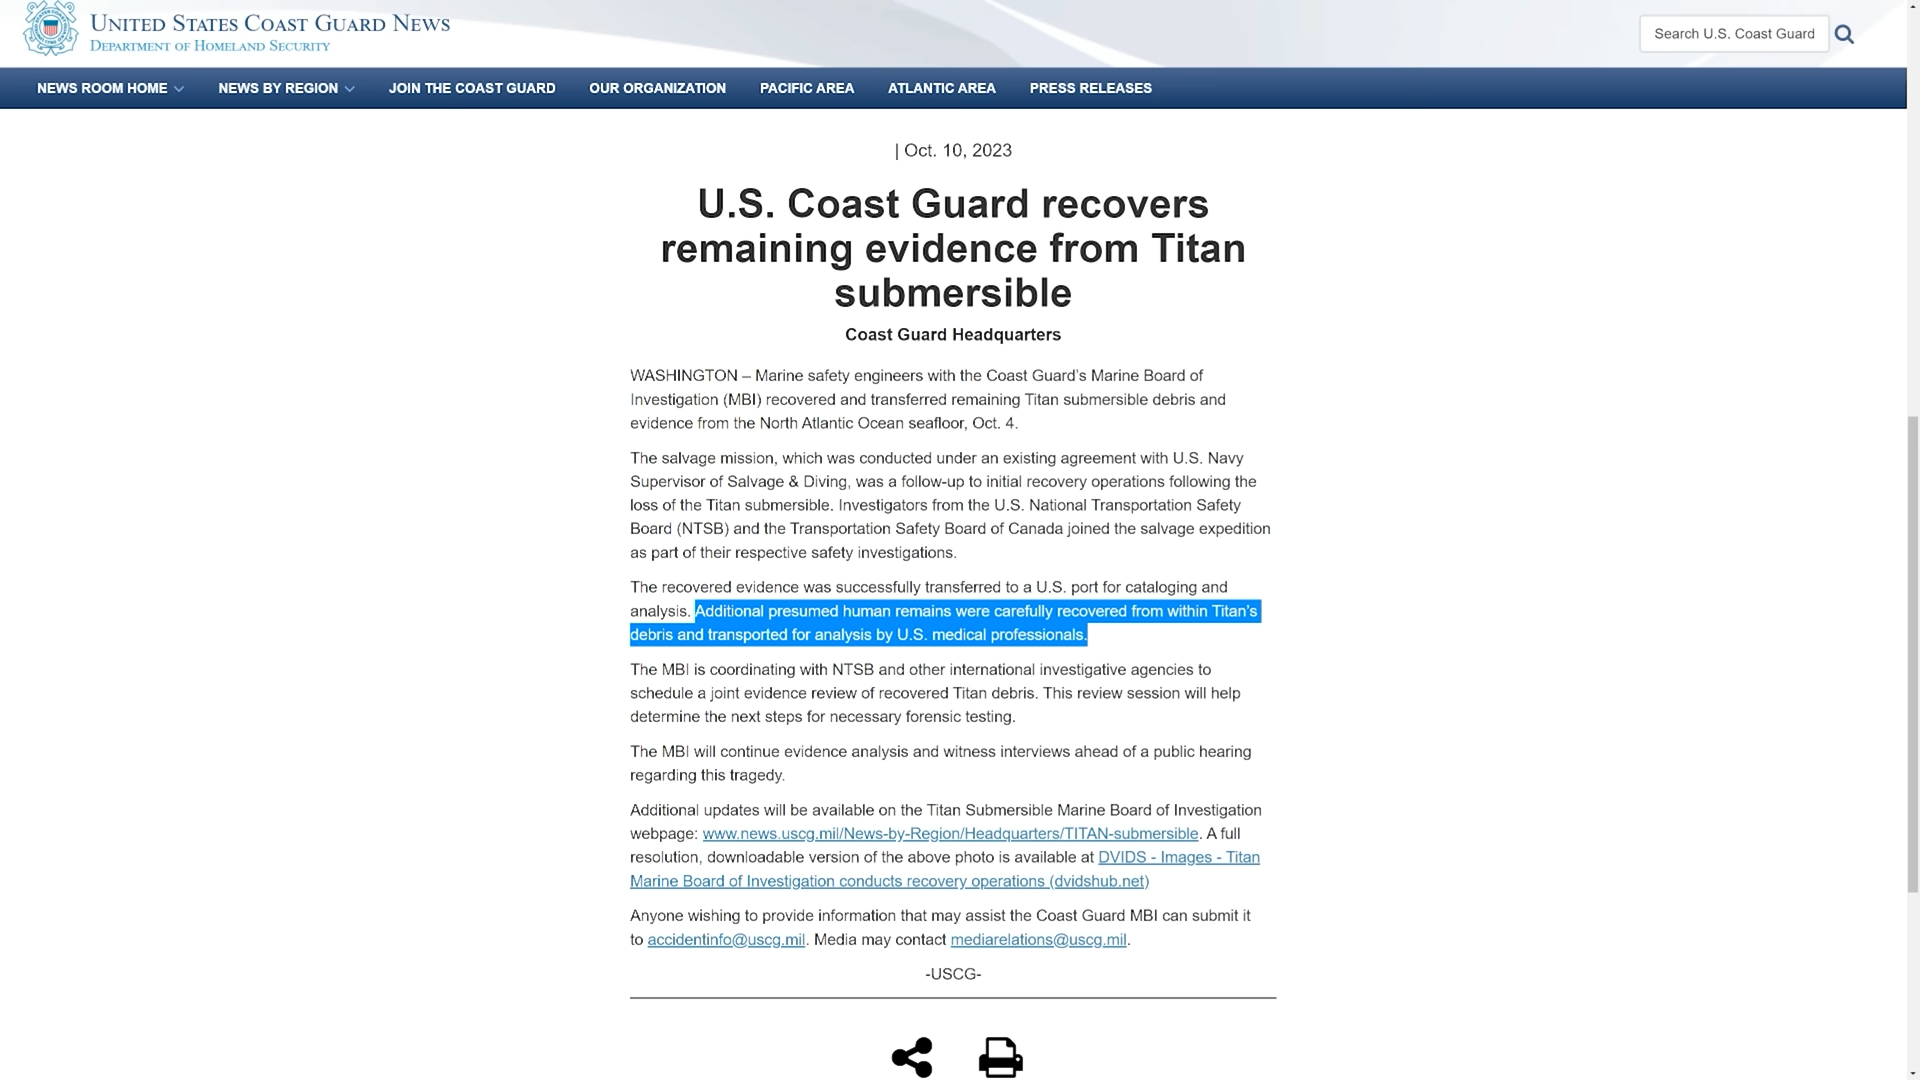 UNITED STATES COAST GUARD NEWS
DEPARTMENT OF HOMELAND SECURITY
Search U.S. Coast Guard
NEWS ROOM HOME NEWS BY REGION JOIN THE COAST GUARD OUR ORGANIZATION PACIFIC AREA ATLANTIC AREA PRESS RELEASES
| Oct. 10, 2023
U.S. Coast Guard recovers
remaining evidence from Titan
submersible
Coast Guard Headquarters
WASHINGTON – Marine safety engineers with the Coast Guard's Marine Board of
Investigation (MBI) recovered and transferred remaining Titan submersible debris and
evidence from the North Atlantic Ocean seafloor, Oct. 4.
The salvage mission, which was conducted under an existing agreement with U.S. Navy
Supervisor of Salvage & Diving, was a follow-up to initial recovery operations following the
loss of the Titan submersible. Investigators from the U.S. National Transportation Safety
Board (NTSB) and the Transportation Safety Board of Canada joined the salvage expedition
as part of their respective safety investigations.
The recovered evidence was successfully transferred to a U.S. port for cataloging and
analysis. Additional presumed human remains were carefully recovered from within Titan's
debris and transported for analysis by U.S. medical professionals.
The MBI is coordinating with NTSB and other international investigative agencies to
schedule a joint evidence review of recovered Titan debris. This review session will help
determine the next steps for necessary forensic testing.
The MBI will continue evidence analysis and witness interviews ahead of a public hearing
regarding this tragedy.
Additional updates will be available on the Titan Submersible Marine Board of Investigation
webpage: www.news.uscg.mil/News-by-Region/Headquarters/TITAN-submersible. A full
resolution, downloadable version of the above photo is available at DVIDS - Images - Titan
Marine Board of Investigation conducts recovery operations (dvidshub.net)
Anyone wishing to provide information that may assist the Coast Guard MBI can submit it
to accidentinfo@uscg.mil. Media may contact mediarelations@uscg.mil.
-USCG-